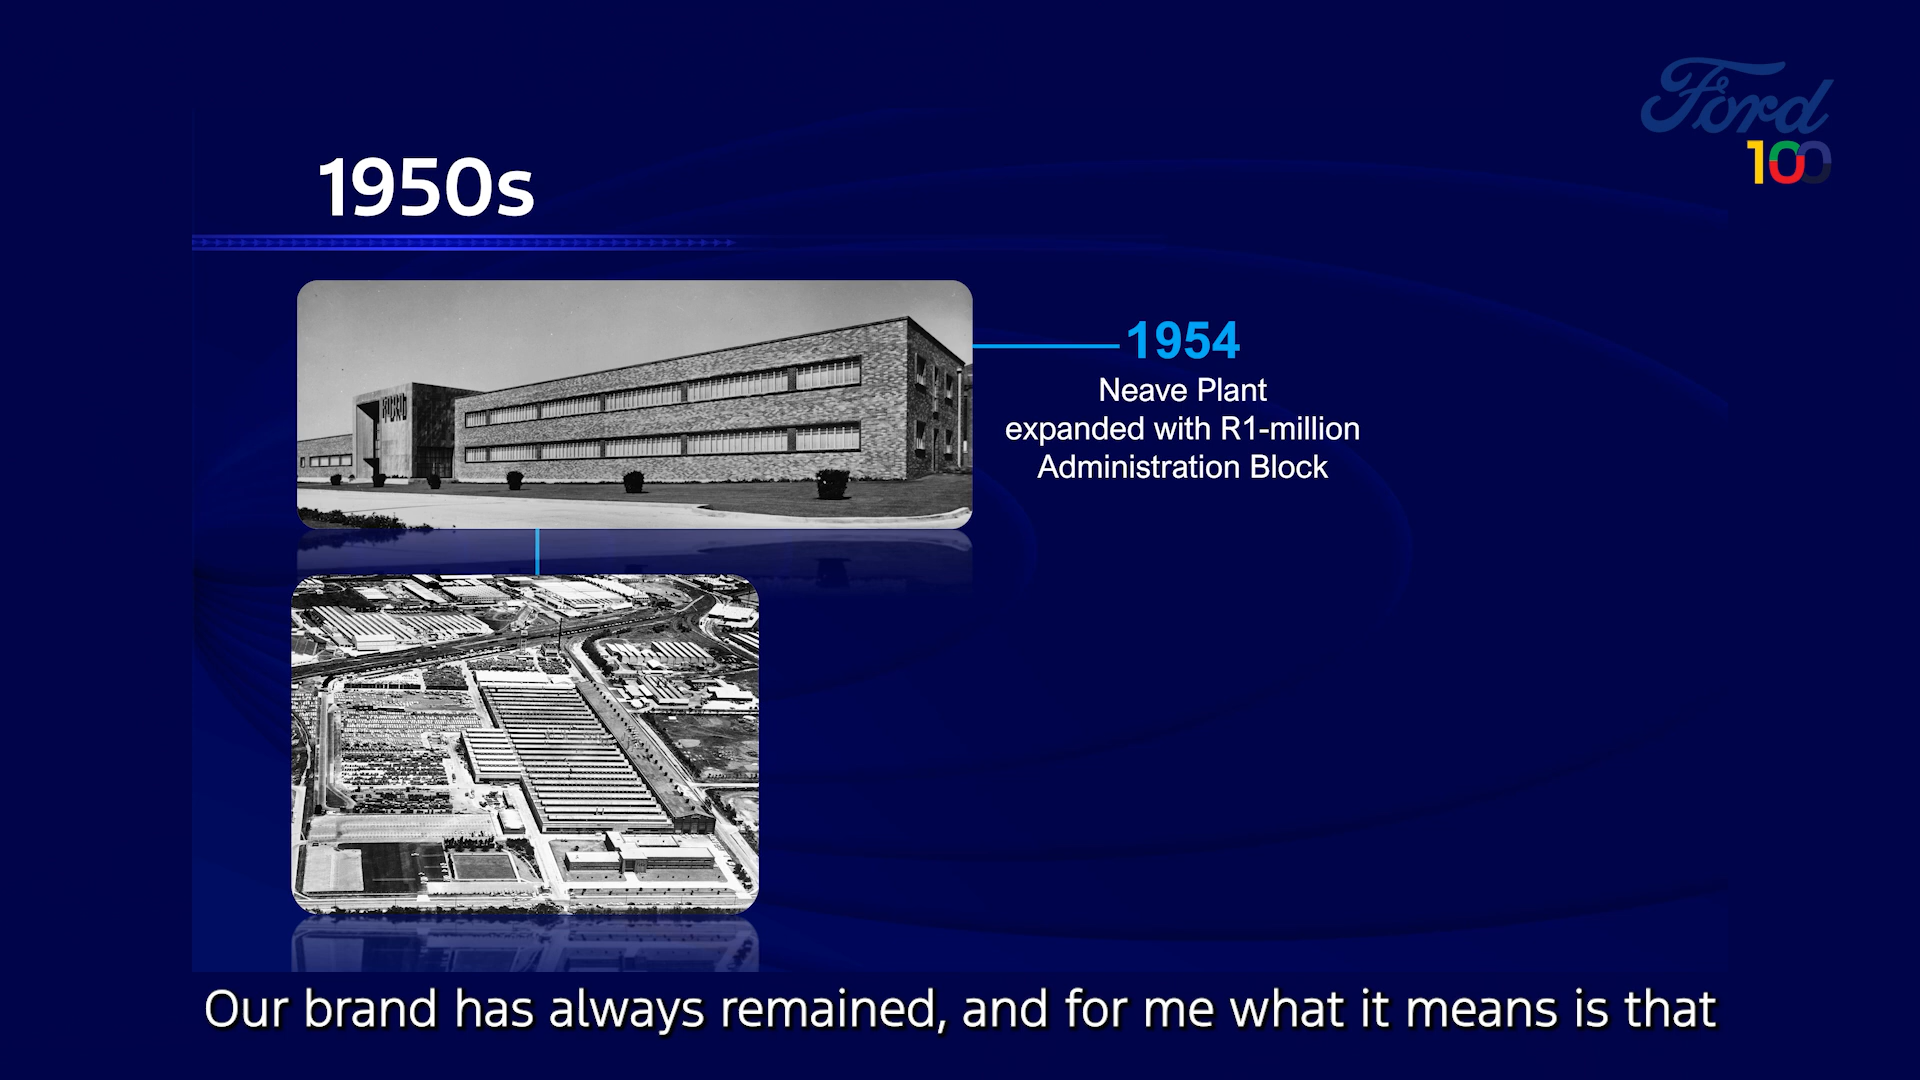 Ford
100
1950s
1954
Neave Plant
expanded with R1-million
Administration Block
Our brand has always remained, and for me what it means is that